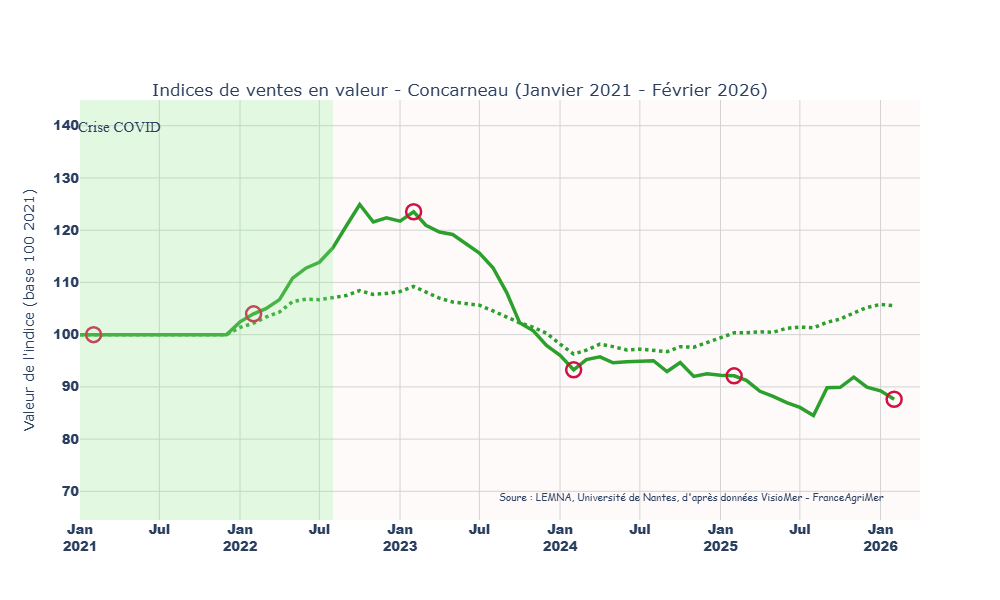 Indices de ventes en valeur - Concarneau (Janvier 2021 - Février 2026)
Valeur de l'Indice (base 100 2021)
140
Crise COVID
130
120
110
100
90
80
70
Soure : LEMNA, Université de Nantes, d'après données VisioMer - FranceAgriMer
Jan Jul Jan Jul Jan Jul Jan Jul Jan Jul Jan
2021 2022 2023 2024 2025 2026